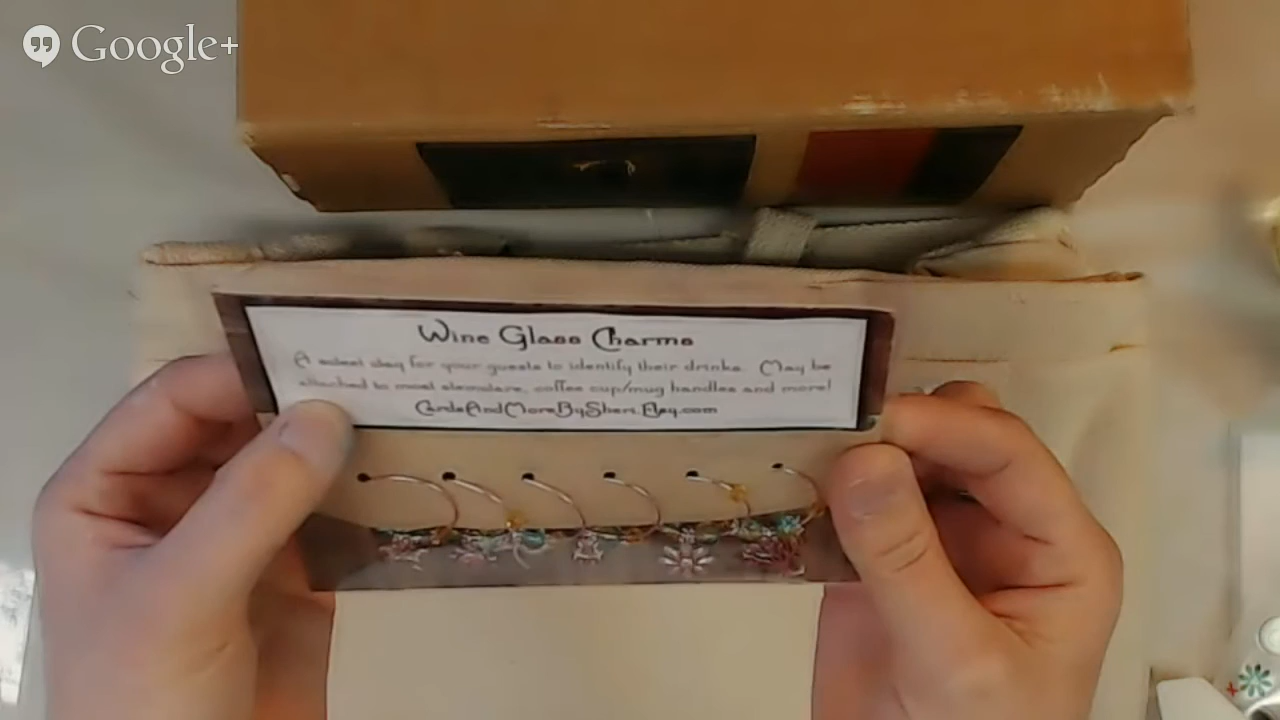 Google+
Wine Glass Charms
A sweet way for your guests to identify their drinks. May be
attached to most stemware, coffee cup/mug handles and more!
CardsAndMoreBySheri.Etsy.com